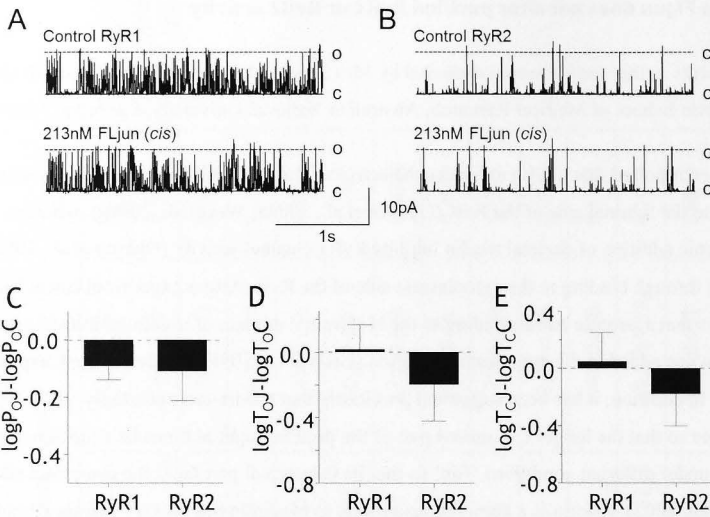 A
B
Control RyR1
O
C
Control RyR2
O
C
213nM FLjun (cis)
O
C
213nM FLjun (cis)
O
C
10pA
1s
C
D
E
logPOJ-logPOC
0.0
-0.2
-0.4
RyR1 RyR2
logTOJ-logTOC
0.0
-0.4
-0.8
RyR1 RyR2
logTCJ-logTCC
0.4
0.0
-0.4
-0.8
RyR1 RyR2